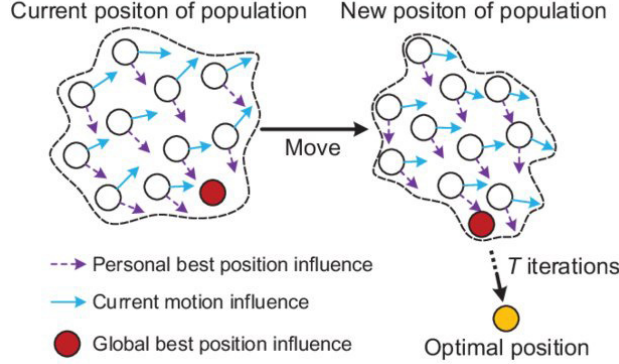 Current positon of population
New positon of population
Move
Personal best position influence
Current motion influence
Global best position influence
T iterations
Optimal position